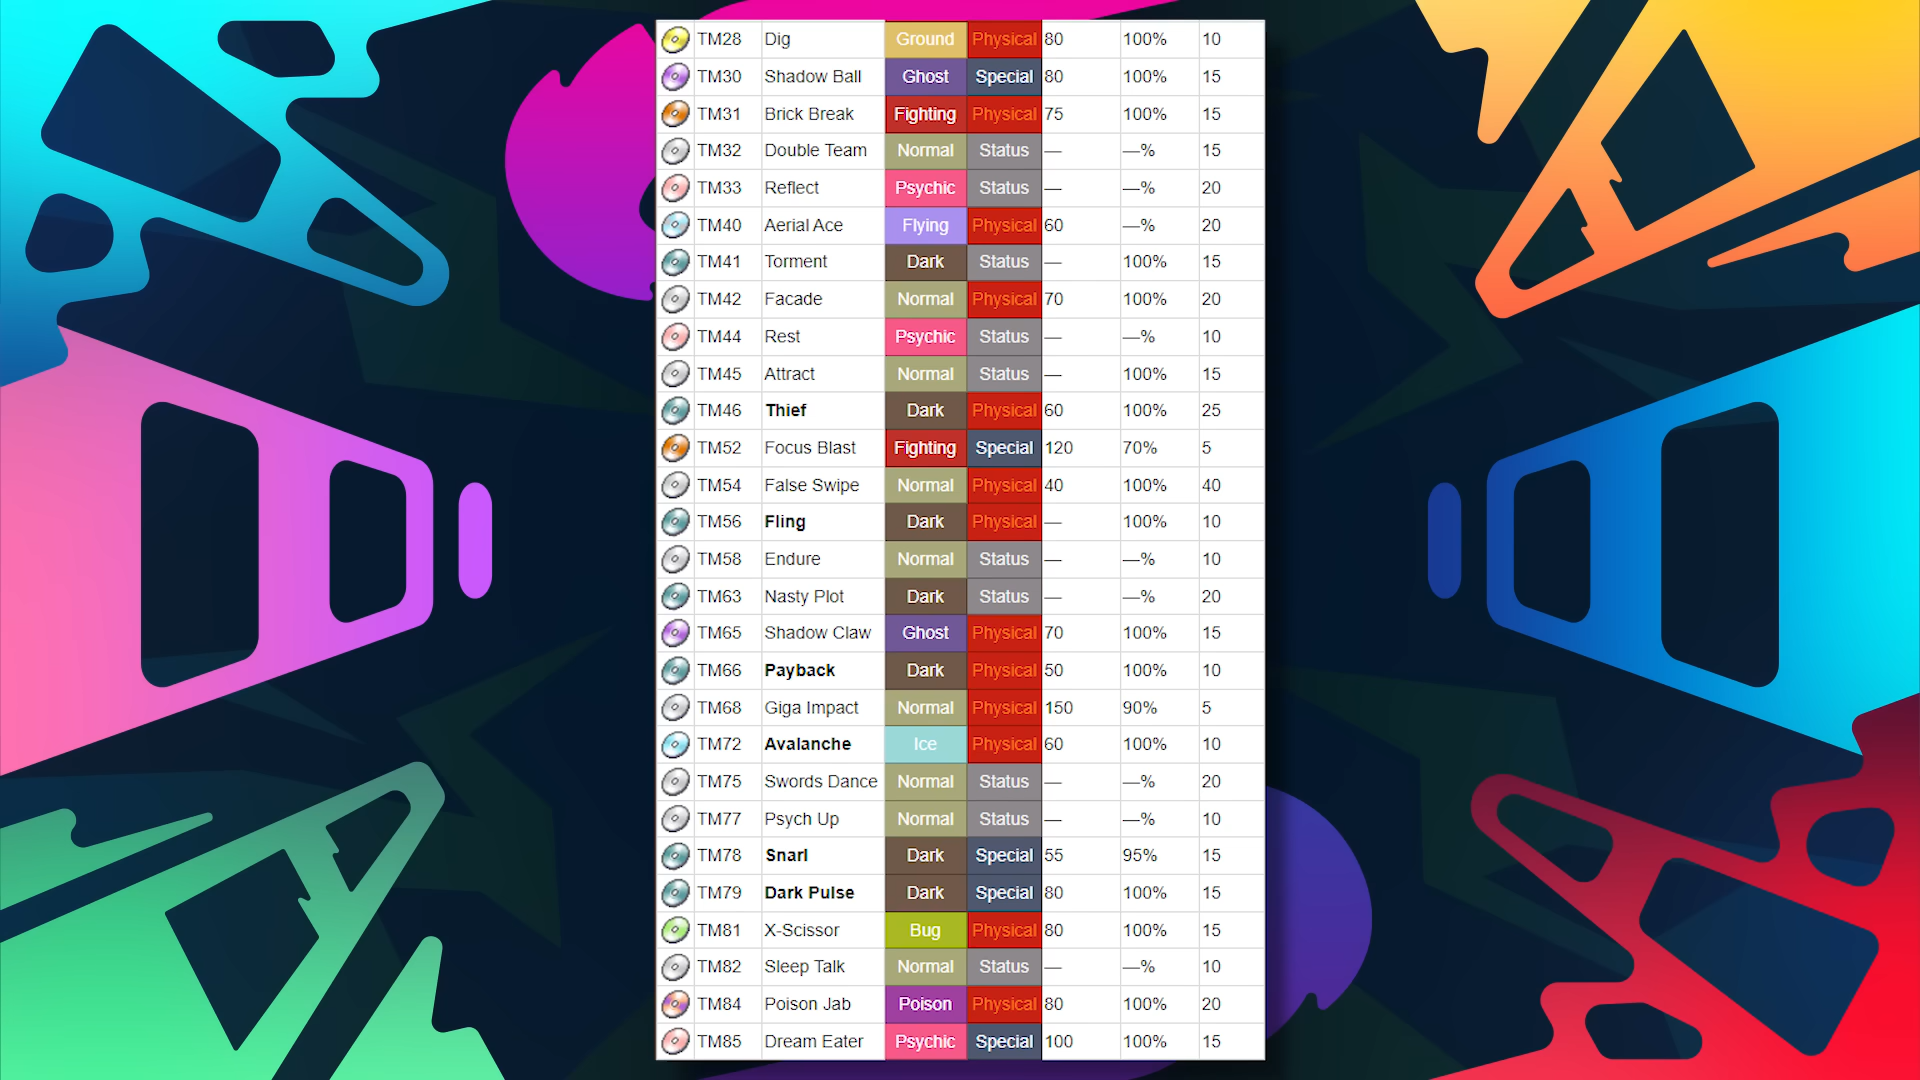 TM28 Dig Ground Physical 80 100% 10
TM30 Shadow Ball Ghost Special 80 100% 15
TM31 Brick Break Fighting Physical 75 100% 15
TM32 Double Team Normal Status — —% 15
TM33 Reflect Psychic Status — —% 20
TM40 Aerial Ace Flying Physical 60 —% 20
TM41 Torment Dark Status — 100% 15
TM42 Facade Normal Physical 70 100% 20
TM44 Rest Psychic Status — —% 10
TM45 Attract Normal Status — 100% 15
TM46 Thief Dark Physical 60 100% 25
TM52 Focus Blast Fighting Special 120 70% 5
TM54 False Swipe Normal Physical 40 100% 40
TM56 Fling Dark Physical — 100% 10
TM58 Endure Normal Status — —% 10
TM63 Nasty Plot Dark Status — —% 20
TM65 Shadow Claw Ghost Physical 70 100% 15
TM66 Payback Dark Physical 50 100% 10
TM68 Giga Impact Normal Physical 150 90% 5
TM72 Avalanche Ice Physical 60 100% 10
TM75 Swords Dance Normal Status — —% 20
TM77 Psych Up Normal Status — —% 10
TM78 Snarl Dark Special 55 95% 15
TM79 Dark Pulse Dark Special 80 100% 15
TM81 X-Scissor Bug Physical 80 100% 15
TM82 Sleep Talk Normal Status — —% 10
TM84 Poison Jab Poison Physical 80 100% 20
TM85 Dream Eater Psychic Special 100 100% 15